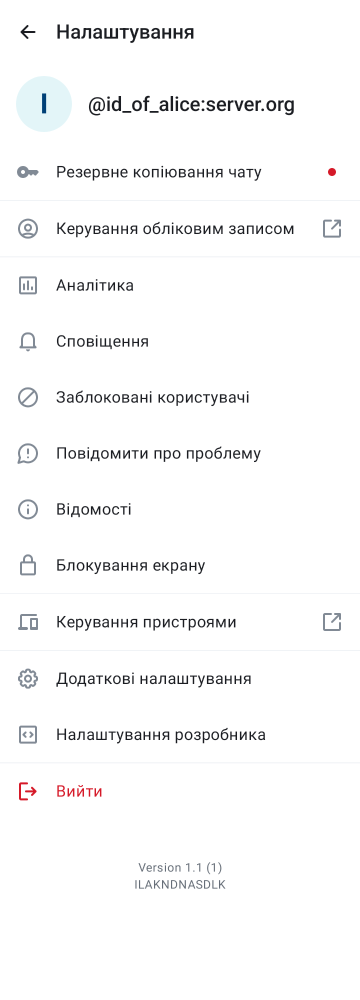 Налаштування
I
@id_of_alice:server.org
Резервне копіювання чату
Керування обліковим записом
Аналітика
Сповіщення
Заблоковані користувачі
Повідомити про проблему
Відомості
Блокування екрану
Керування пристроями
Додаткові налаштування
Налаштування розробника
Вийти
Version 1.1 (1)
ILAKNDNASDLK